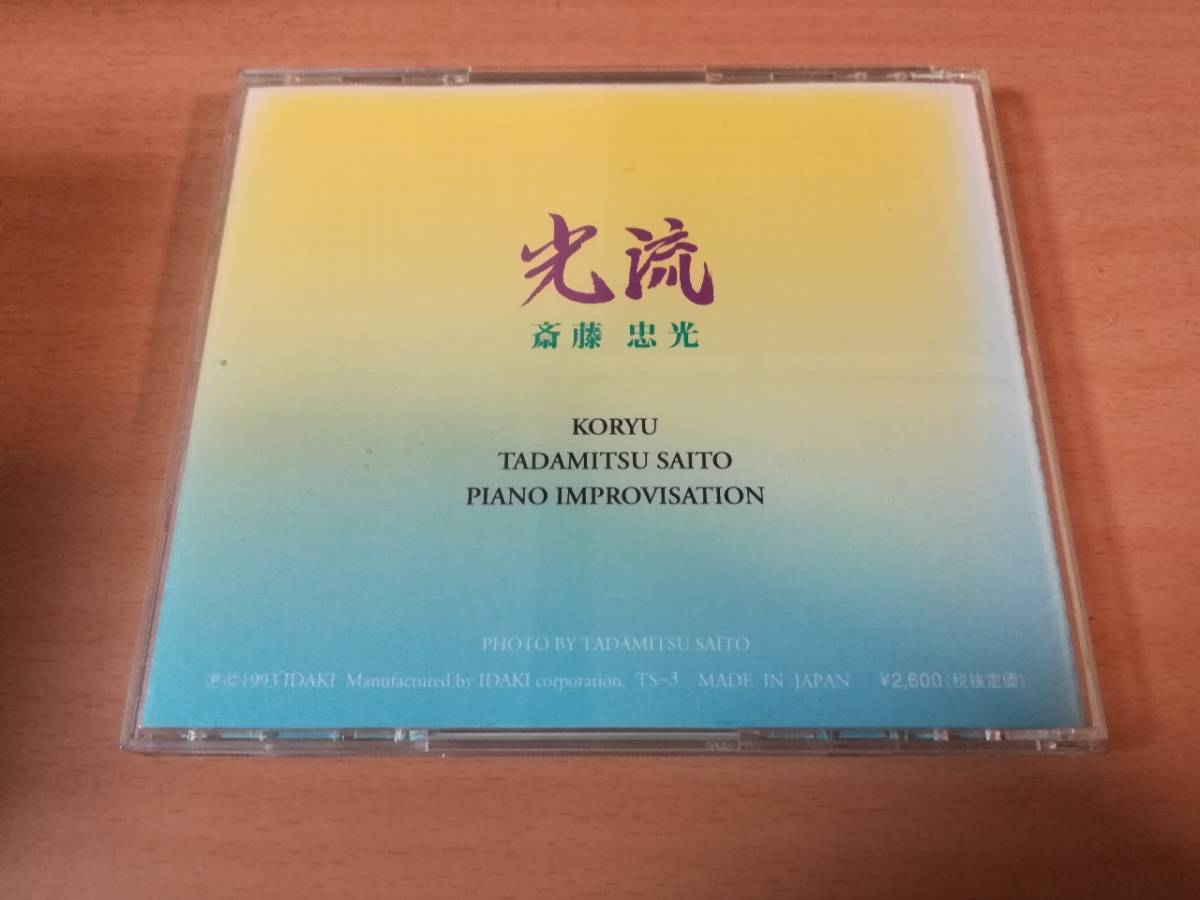 光流
斎藤 忠光
KORYU
TADAMITSU SAITO
PIANO IMPROVISATION
PHOTO BY TADAMITSU SAITO
℗·©1993 IDAKI Manufactured by IDAKI corporation. TS-3 MADE IN JAPAN ¥2,600(税抜定価)